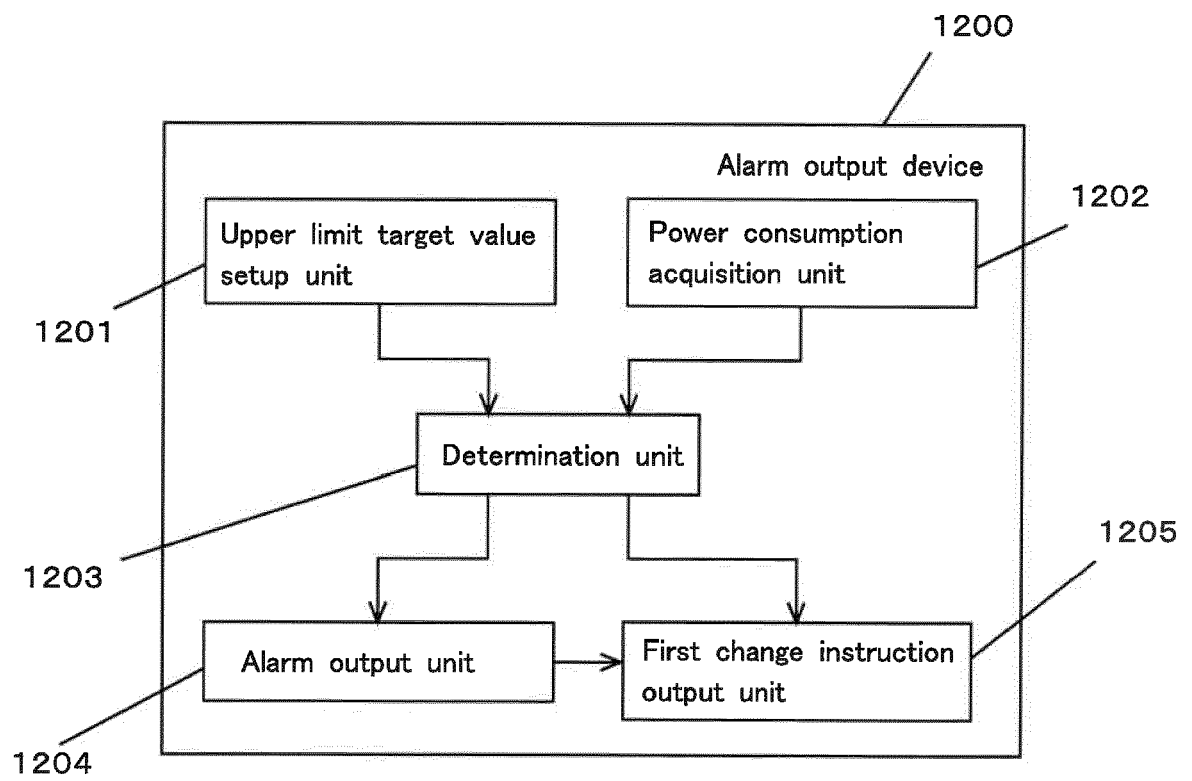 1200
Alarm output device
1202
Upper limit target value
setup unit
Power consumption
acquisition unit
1201
Determination unit
1203
1205
Alarm output unit
First change instruction
output unit
1204